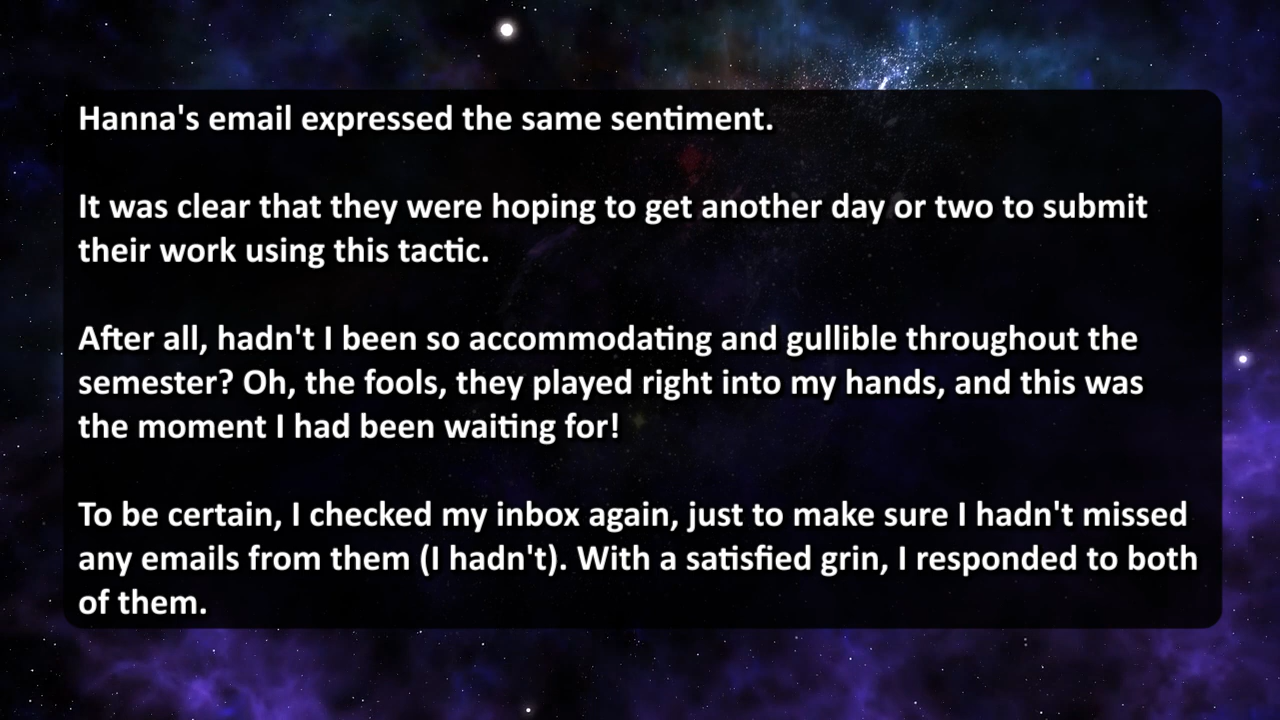 Hanna's email expressed the same sentiment.
It was clear that they were hoping to get another day or two to submit
their work using this tactic.
After all, hadn't I been so accommodating and gullible throughout the
semester? Oh, the fools, they played right into my hands, and this was
the moment I had been waiting for!
To be certain, I checked my inbox again, just to make sure I hadn't missed
any emails from them (I hadn't). With a satisfied grin, I responded to both
of them.